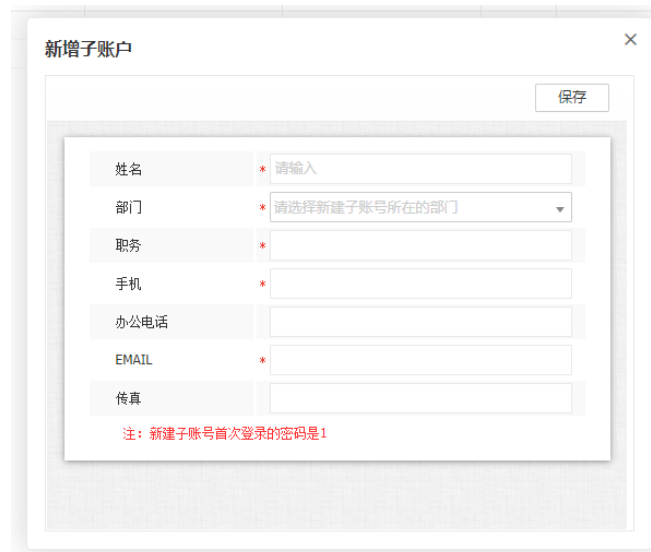 新增子账户
×
保存
姓名 * 请输入
部门 * 请选择新建子账号所在的部门
职务 *
手机 *
办公电话
EMAIL *
传真
注：新建子账号首次登录的密码是1